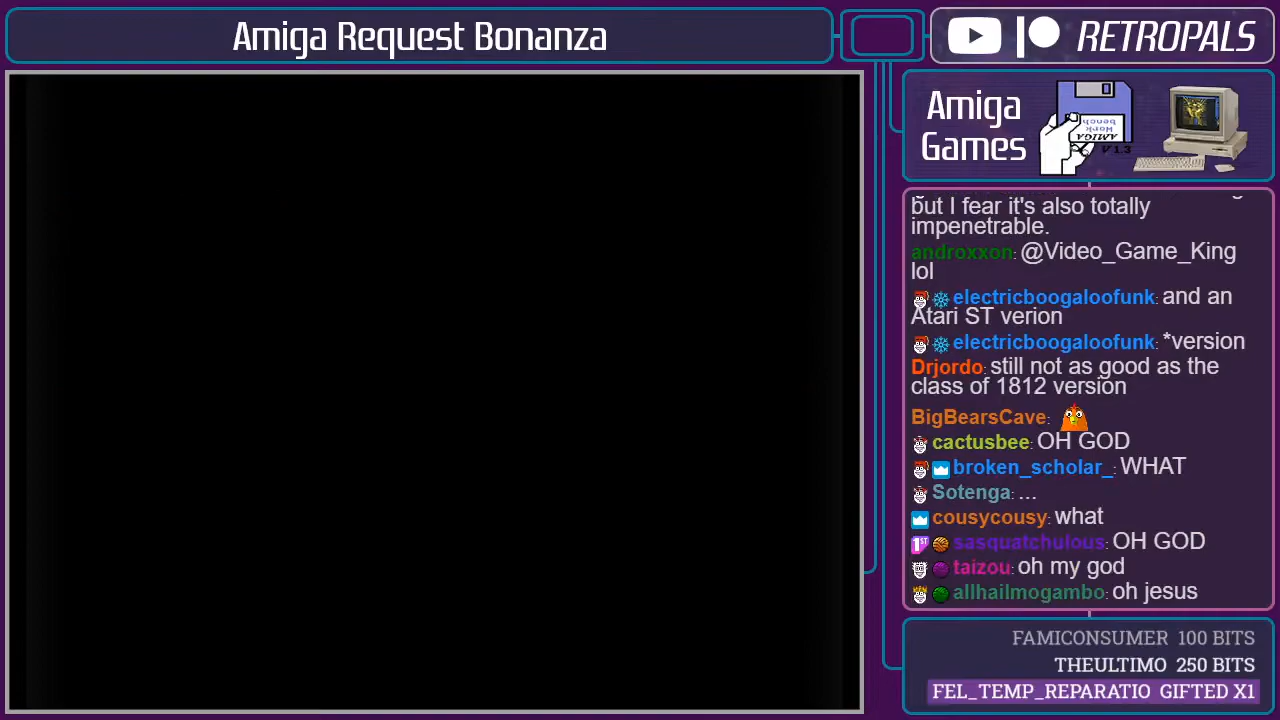 Amiga Request Bonanza
RETROPALS
Amiga
Games
but I fear it's also totally
impenetrable.
androxxon: @Video_Game_King
lol
electricboogaloofunk: and an
Atari ST verion
electricboogaloofunk: *version
Drjordo: still not as good as the
class of 1812 version
BigBearsCave:
cactusbee: OH GOD
broken_scholar_: WHAT
Sotenga: ...
cousycousy: what
1ST sasquatchulous: OH GOD
taizou: oh my god
allhailmogambo: oh jesus
FAMICONSUMER 100 BITS
THEULTIMO 250 BITS
FEL_TEMP_REPARATIO GIFTED X1